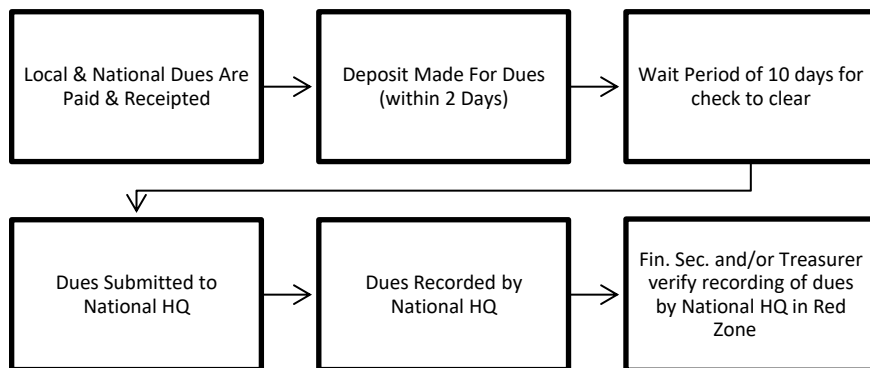 Local & National Dues Are
Paid & Receipted
Deposit Made For Dues
(within 2 Days)
Wait Period of 10 days for
check to clear
Dues Submitted to
National HQ
Dues Recorded by
National HQ
Fin. Sec. and/or Treasurer
verify recording of dues
by National HQ in Red
Zone